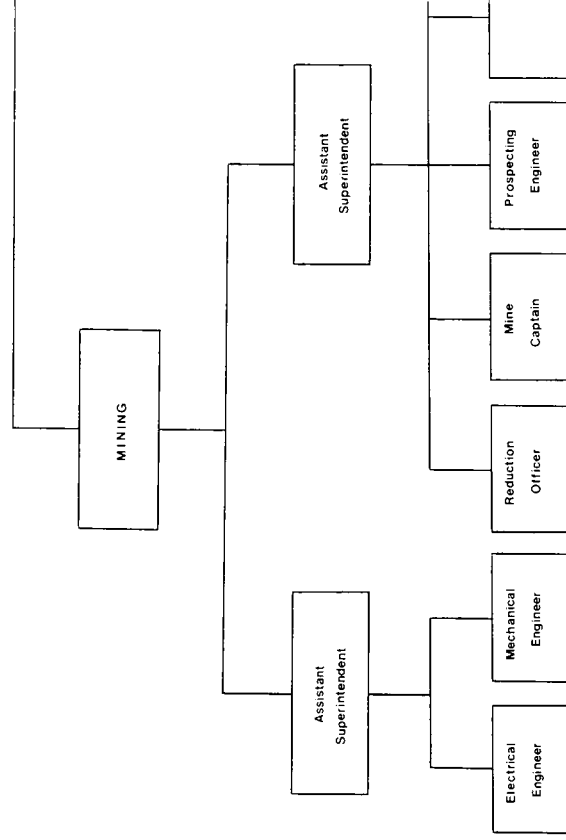 MINING
Assistant
Superintendent
Assistant
Superintendent
Electrical
Engineer
Mechanical
Engineer
Reduction
Officer
Mine
Captain
Prospecting
Engineer